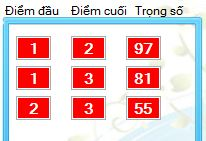 Điểm đầu Điểm cuối Trọng số
1 2 97
1 3 81
2 3 55